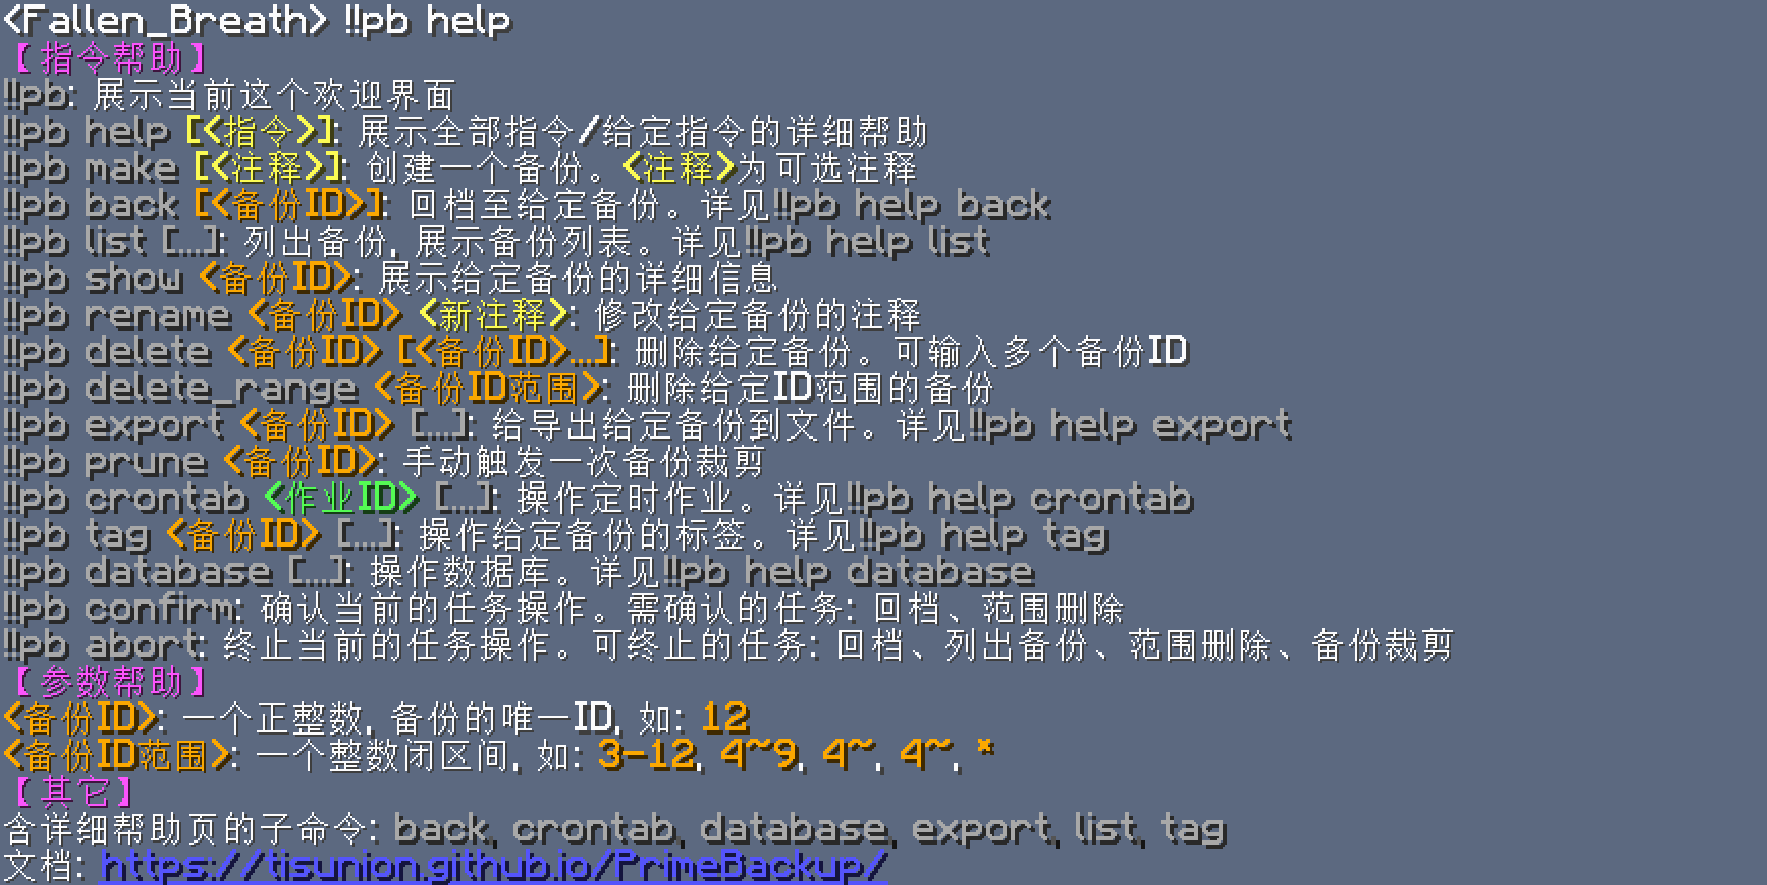 <Fallen_Breath> !!pb help
【指令帮助】
!!pb: 展示当前这个欢迎界面
!!pb help [<指令>]: 展示全部指令/给定指令的详细帮助
!!pb make [<注释>]: 创建一个备份。<注释>为可选注释
!!pb back [<备份ID>]: 回档至给定备份。详见!!pb help back
!!pb list [...]: 列出备份, 展示备份列表。详见!!pb help list
!!pb show <备份ID>: 展示给定备份的详细信息
!!pb rename <备份ID> <新注释>: 修改给定备份的注释
!!pb delete <备份ID> [<备份ID>...]: 删除给定备份。可输入多个备份ID
!!pb delete_range <备份ID范围>: 删除给定ID范围的备份
!!pb export <备份ID> [...]: 给导出给定备份到文件。详见!!pb help export
!!pb prune <备份ID>: 手动触发一次备份裁剪
!!pb crontab <作业ID> [...]: 操作定时作业。详见!!pb help crontab
!!pb tag <备份ID> [...]: 操作给定备份的标签。详见!!pb help tag
!!pb database [...]: 操作数据库。详见!!pb help database
!!pb confirm: 确认当前的任务操作。需确认的任务: 回档、范围删除
!!pb abort: 终止当前的任务操作。可终止的任务: 回档、列出备份、范围删除、备份裁剪
【参数帮助】
<备份ID>: 一个正整数, 备份的唯一ID, 如: 12
<备份ID范围>: 一个整数闭区间, 如: 3-12, 4~9, 4~, 4~, *
【其它】
含详细帮助页的子命令: back, crontab, database, export, list, tag
文档: https://tisunion.github.io/PrimeBackup/